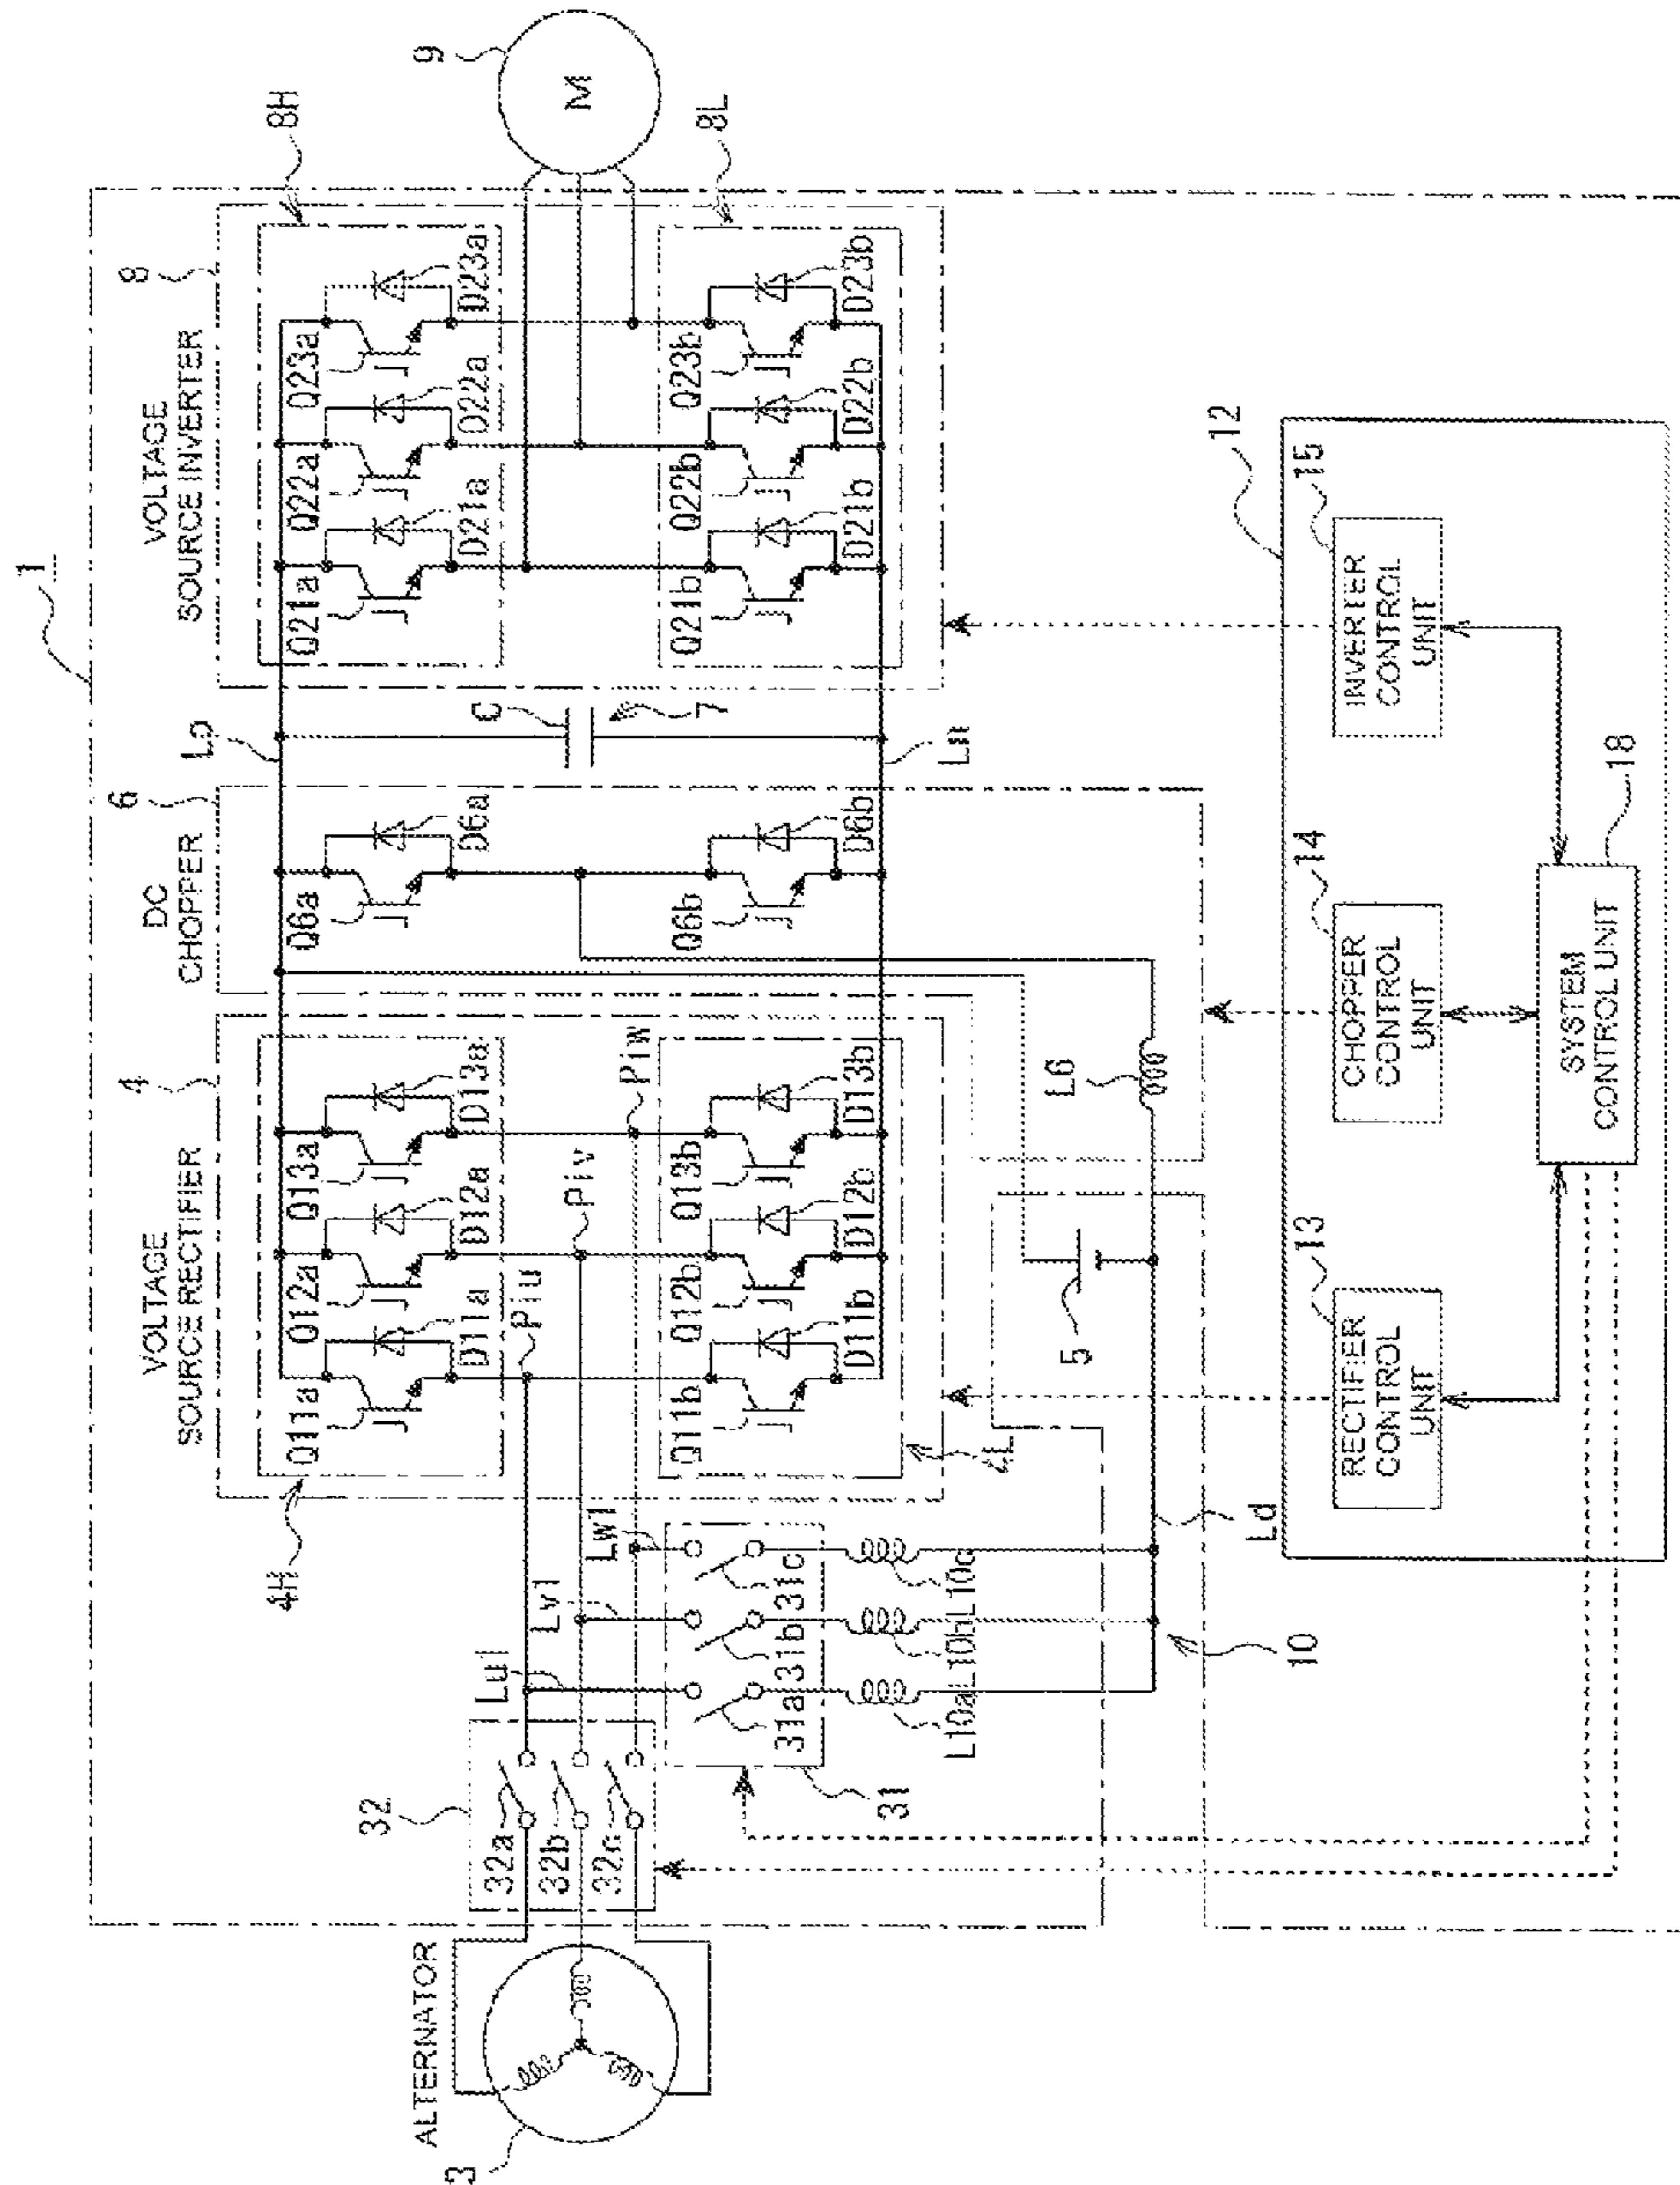 1
VOLTAGE
SOURCE RECTIFIER
4
DC
CHOPPER
6
VOLTAGE
SOURCE INVERTER
8
Lp
4H
Q11a
Q12a
Q13a
D11a
D12a
D13a
Q6a
D6a
Q21a
Q22a
Q23a
D21a
D22a
D23a
8H
9
M
C
7
ALTERNATOR
3
32
32a
32b
32c
Lu1
Lv1
Lw1
Piu
Piv
Piw
Q11b
Q12b
Q13b
D11b
D12b
D13b
4L
Q6b
D6b
Ln
Q21b
Q22b
Q23b
D21b
D22b
D23b
8L
31a
31b
31c
31
L10a
L10b
L10c
10
Ld
5
L6
12
13
RECTIFIER
CONTROL
UNIT
14
CHOPPER
CONTROL
UNIT
15
INVERTER
CONTROL
UNIT
SYSTEM
CONTROL UNIT
18